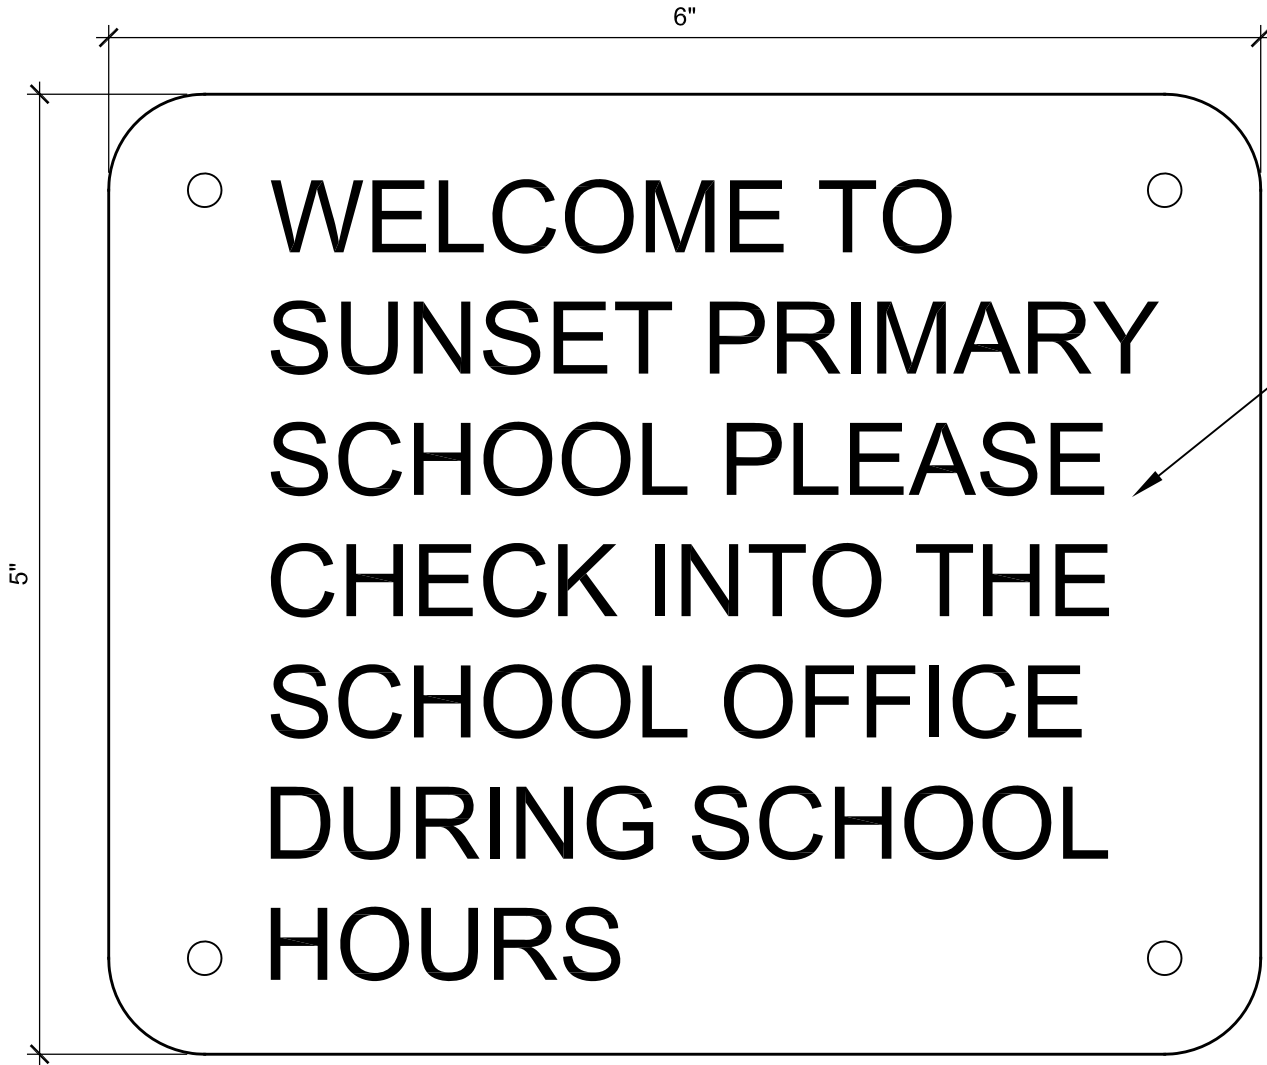 6"
5"
WELCOME TO
SUNSET PRIMARY
SCHOOL PLEASE
CHECK INTO THE
SCHOOL OFFICE
DURING SCHOOL
HOURS